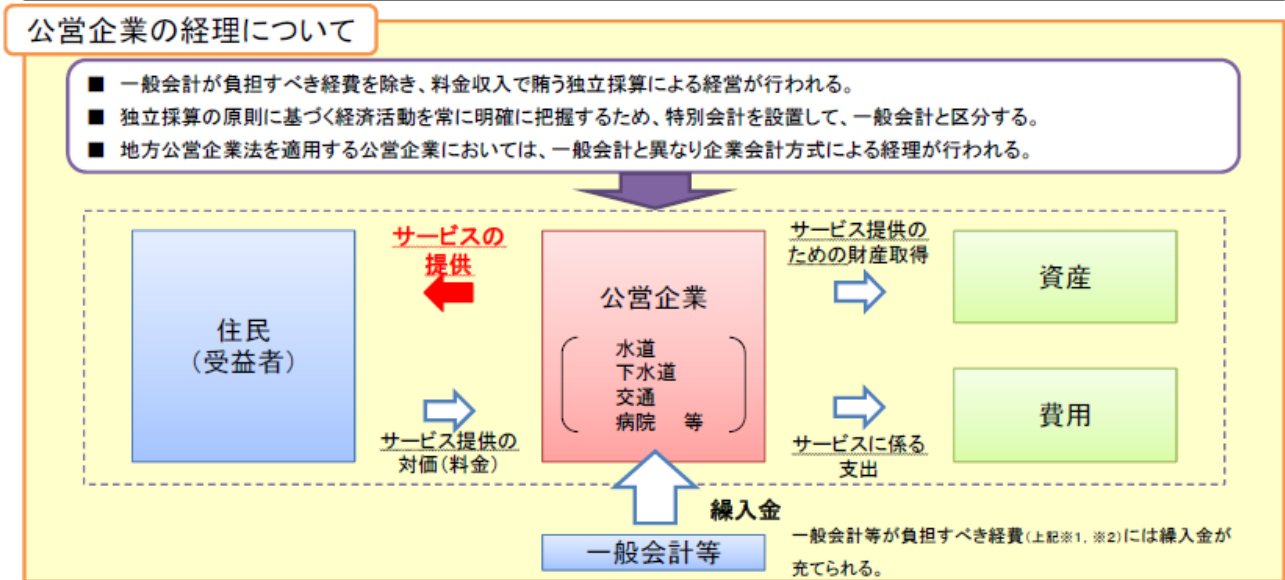 公営企業の経理について
■ 一般会計が負担すべき経費を除き、料金収入で賄う独立採算による経営が行われる。
■ 独立採算の原則に基づく経済活動を常に明確に把握するため、特別会計を設置して、一般会計と区分する。
■ 地方公営企業法を適用する公営企業においては、一般会計と異なり企業会計方式による経理が行われる。
住民
(受益者)
サービスの
提供
サービス提供の
対価(料金)
公営企業
水道
下水道
交通
病院 等
サービス提供の
ための財産取得
資産
サービスに係る
支出
費用
繰入金
一般会計等
一般会計等が負担すべき経費(上記※1, ※2)には繰入金が
充てられる。